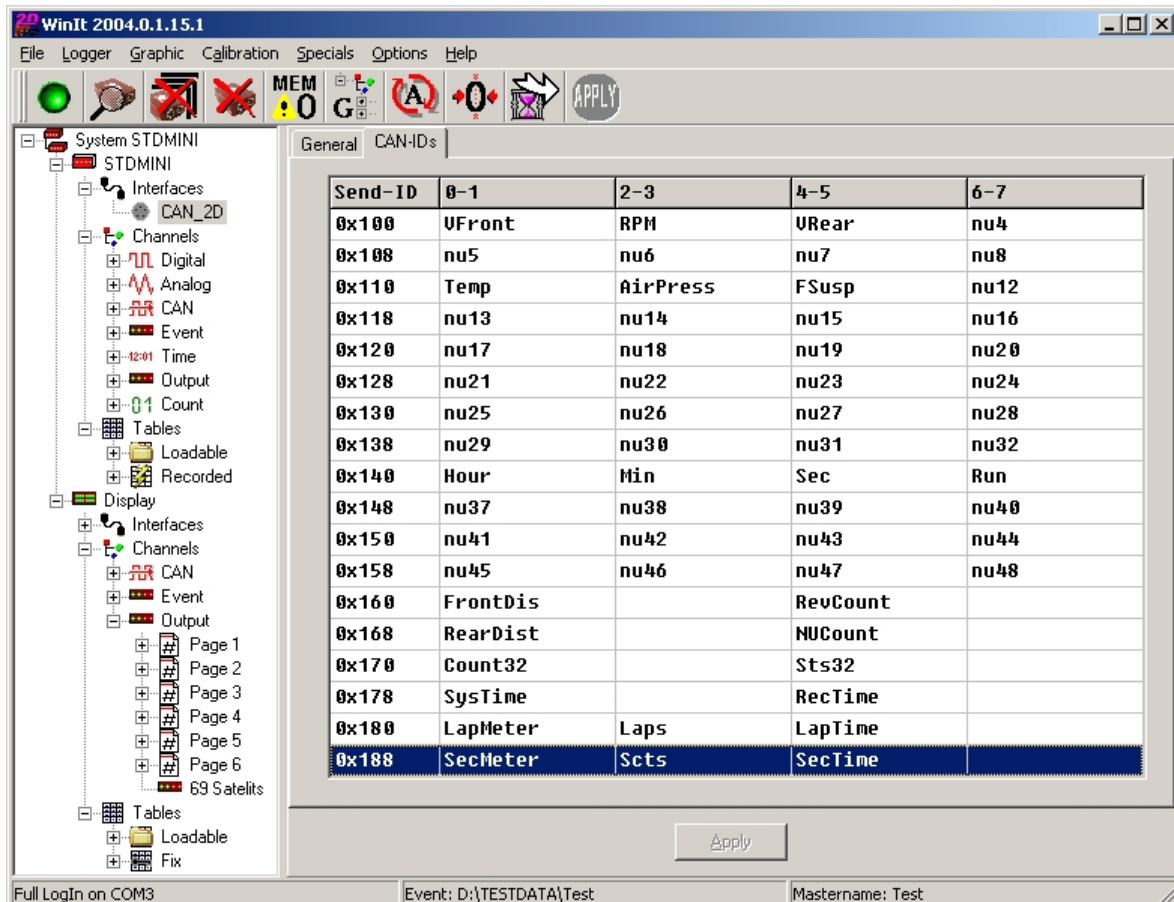 WinIt 2004.0.1.15.1
File Logger Graphic Calibration Specials Options Help
MEM 0 G A 0 APPLY
System STDMINI
STDMINI
Interfaces
CAN_2D
Channels
Digital
Analog
CAN
Event
12:01 Time
Output
01 Count
Tables
Loadable
Recorded
Display
Interfaces
Channels
CAN
Event
Output
# Page 1
# Page 2
# Page 3
# Page 4
# Page 5
# Page 6
69 Satelits
Tables
Loadable
Fix
General CAN-IDs
Send-ID 0-1 2-3 4-5 6-7
0x100 VFront RPM VRear nu4
0x108 nu5 nu6 nu7 nu8
0x110 Temp AirPress FSusp nu12
0x118 nu13 nu14 nu15 nu16
0x120 nu17 nu18 nu19 nu20
0x128 nu21 nu22 nu23 nu24
0x130 nu25 nu26 nu27 nu28
0x138 nu29 nu30 nu31 nu32
0x140 Hour Min Sec Run
0x148 nu37 nu38 nu39 nu40
0x150 nu41 nu42 nu43 nu44
0x158 nu45 nu46 nu47 nu48
0x160 FrontDis RevCount
0x168 RearDist NUCount
0x170 Count32 Sts32
0x178 SysTime RecTime
0x180 LapMeter Laps LapTime
0x188 SecMeter Scts SecTime
Apply
Full LogIn on COM3 Event: D:\TESTDATA\Test Mastername: Test